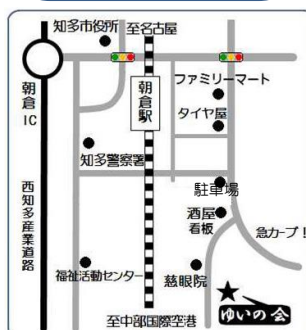 知多市役所
至名古屋
ファミリーマート
朝倉IC
朝倉駅
タイヤ屋
知多警察署
駐車場
酒屋
看板
急カーブ!
西知多産業道路
福祉活動センター
慈眼院
ゆいの会
至中部国際空港